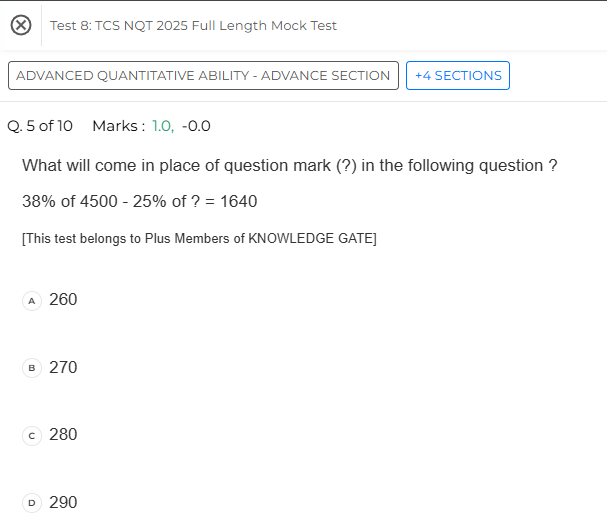 Test 8: TCS NQT 2025 Full Length Mock Test
ADVANCED QUANTITATIVE ABILITY - ADVANCE SECTION
+4 SECTIONS
Q. 5 of 10 Marks : 1.0, -0.0
What will come in place of question mark (?) in the following question ?
38% of 4500 - 25% of ? = 1640
[This test belongs to Plus Members of KNOWLEDGE GATE]
A 260
B 270
C 280
D 290